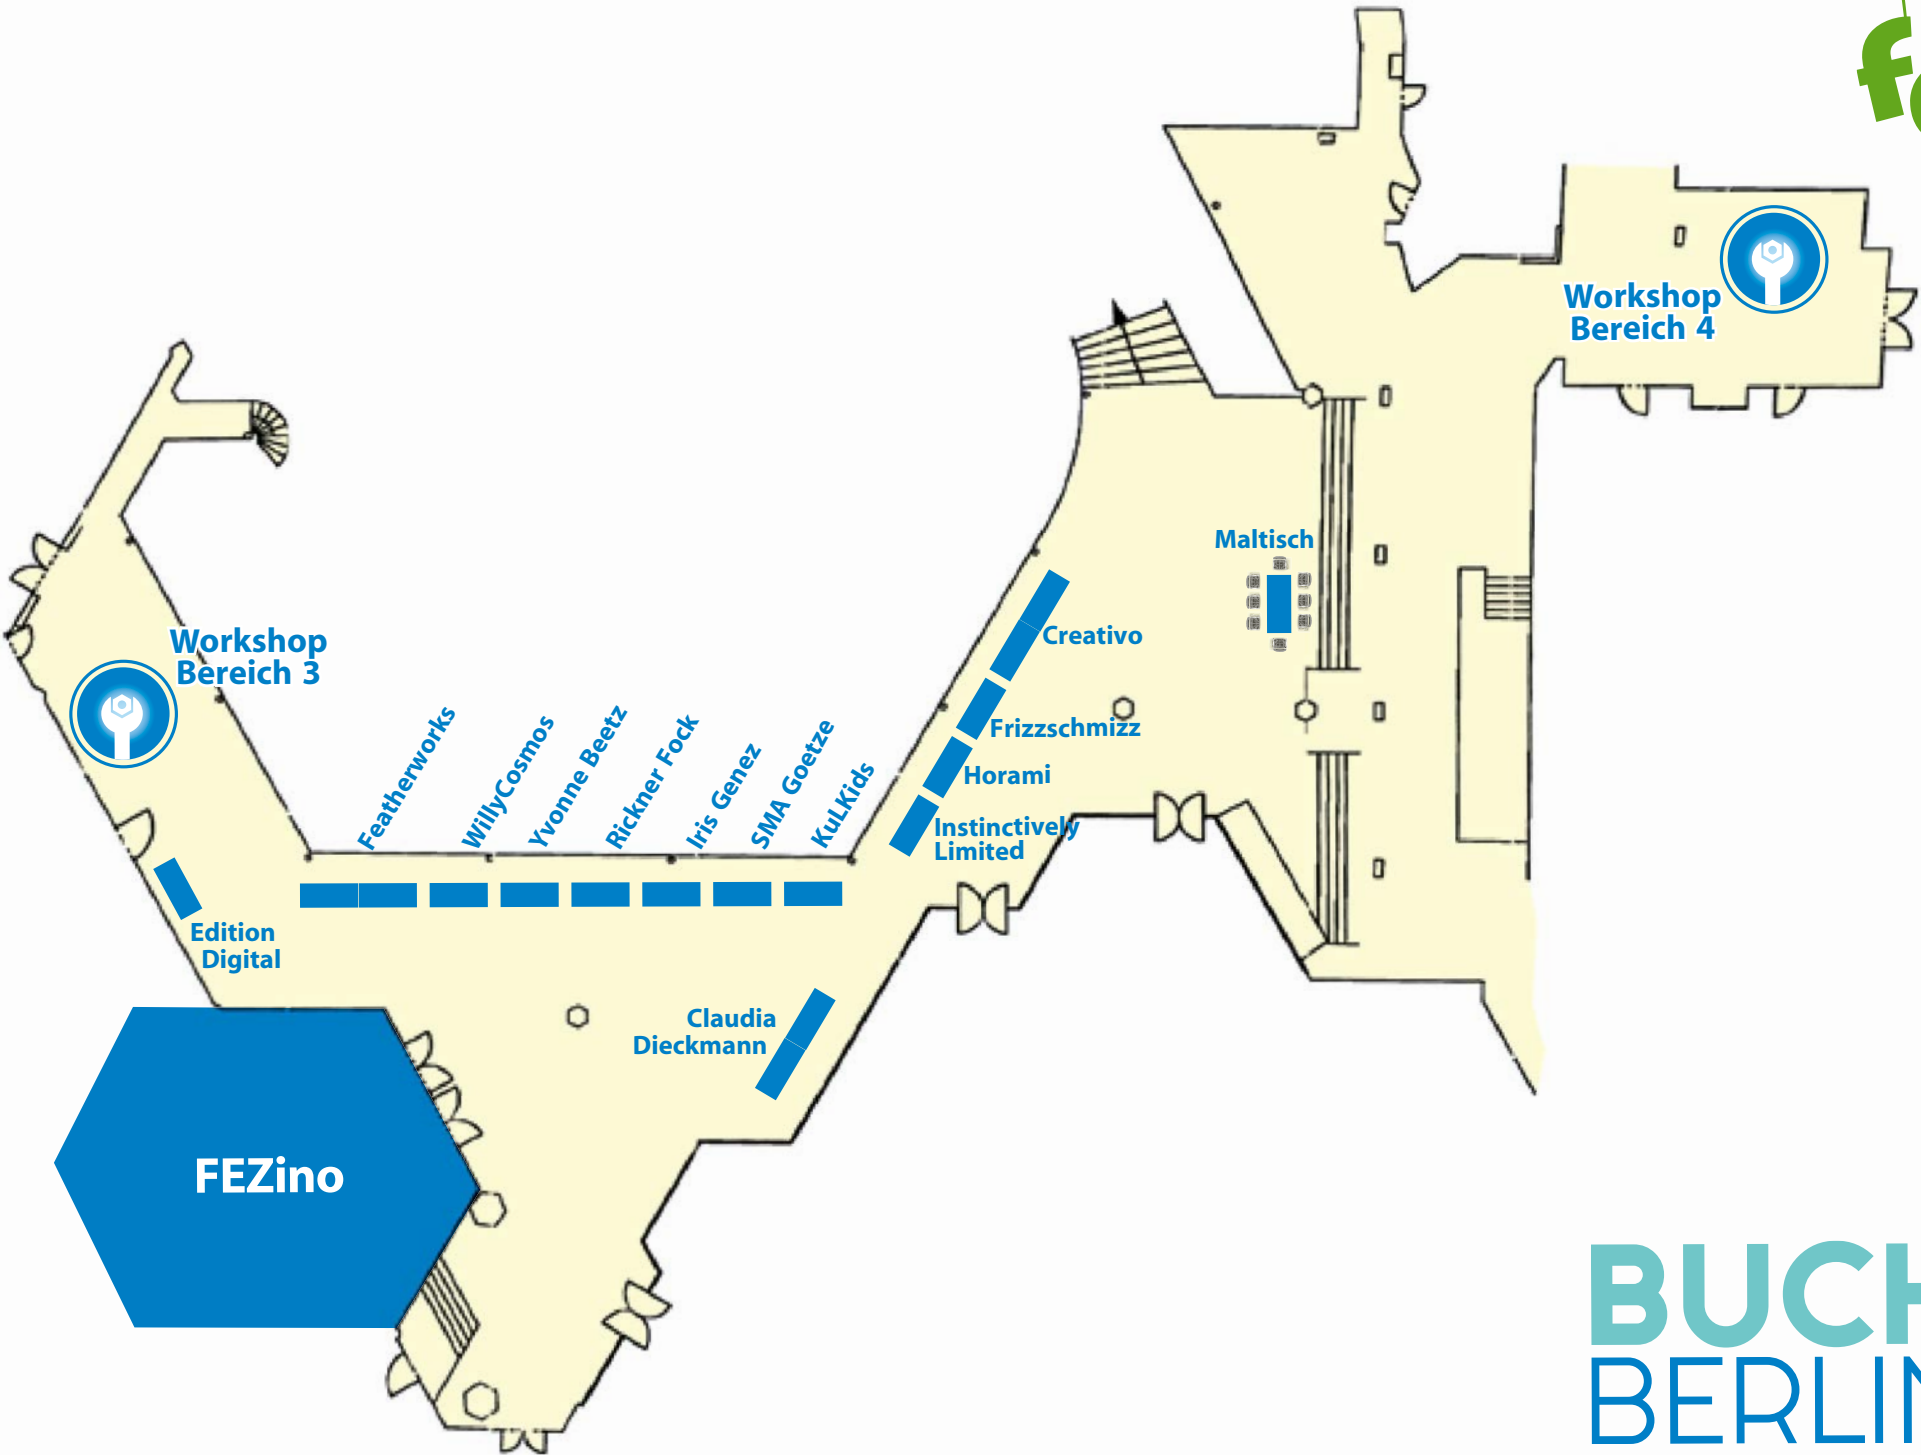 Workshop
Bereich 4
Maltisch
Workshop
Bereich 3
Creativo
Featherworks
WillyCosmos
Yvonne Beetz
Rickner Fock
Iris Genez
SMA Goetze
KuLKids
Frizzschmizz
Horami
Instinctively
Limited
Edition
Digital
Claudia
Dieckmann
FEZino
BUCH
BERLIN